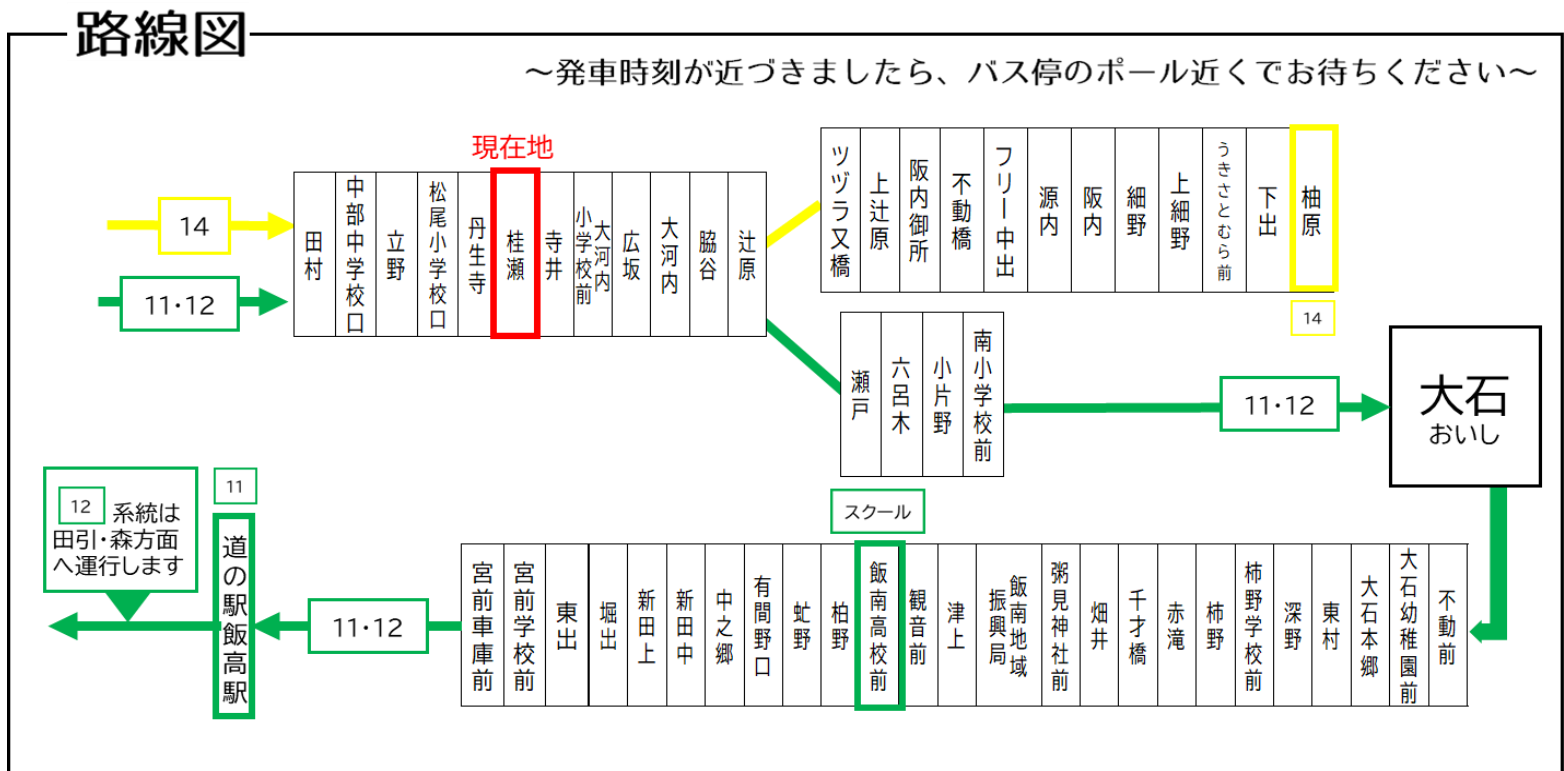 路線図
～発車時刻が近づきましたら、バス停のポール近くでお待ちください～
現在地
14
11・12
田村
中部中学校口
立野
松尾小学校口
丹生寺
桂瀬
寺井
大河内
小学校前
広坂
大河内
脇谷
辻原
ツヅラ又橋
上辻原
阪内御所
不動橋
フリー中出
源内
阪内
細野
上細野
うきさとむら前
下出
柚原
14
瀬戸
六呂木
小片野
南小学校前
11・12
大石
おいし
不動前
大石幼稚園前
大石本郷
東村
深野
柿野学校前
柿野
赤滝
千才橋
畑井
粥見神社前
飯南地域
振興局
津上
観音前
スクール
飯南高校前
柏野
虻野
有間野口
中之郷
新田中
新田上
堀出
東出
宮前学校前
宮前車庫前
11・12
11
道の駅飯高駅
12 系統は
田引・森方面
へ運行します